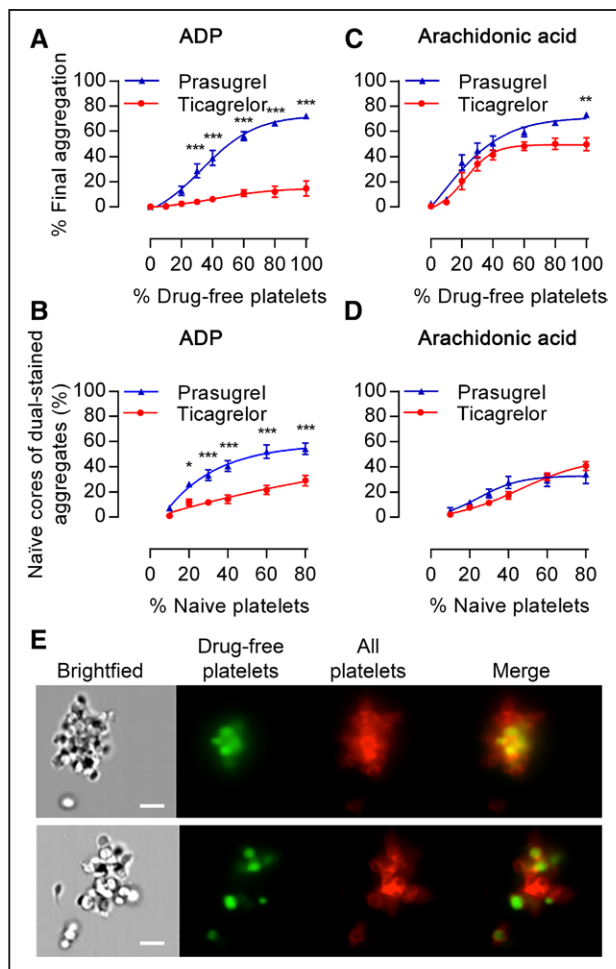 A
ADP
% Final aggregation
100
80
60
40
20
0
Prasugrel
Ticagrelor
***
***
***
***
***
0 20 40 60 80 100
% Drug-free platelets
C
Arachidonic acid
100
80
60
40
20
0
Prasugrel
Ticagrelor
**
0 20 40 60 80 100
% Drug-free platelets
B
ADP
Naïve cores of dual-stained
aggregates (%)
100
80
60
40
20
0
Prasugrel
Ticagrelor
*
***
***
***
***
0 20 40 60 80
% Naive platelets
D
Arachidonic acid
100
80
60
40
20
0
Prasugrel
Ticagrelor
0 20 40 60 80
% Naive platelets
E
Brightfied
Drug-free
platelets
All
platelets
Merge